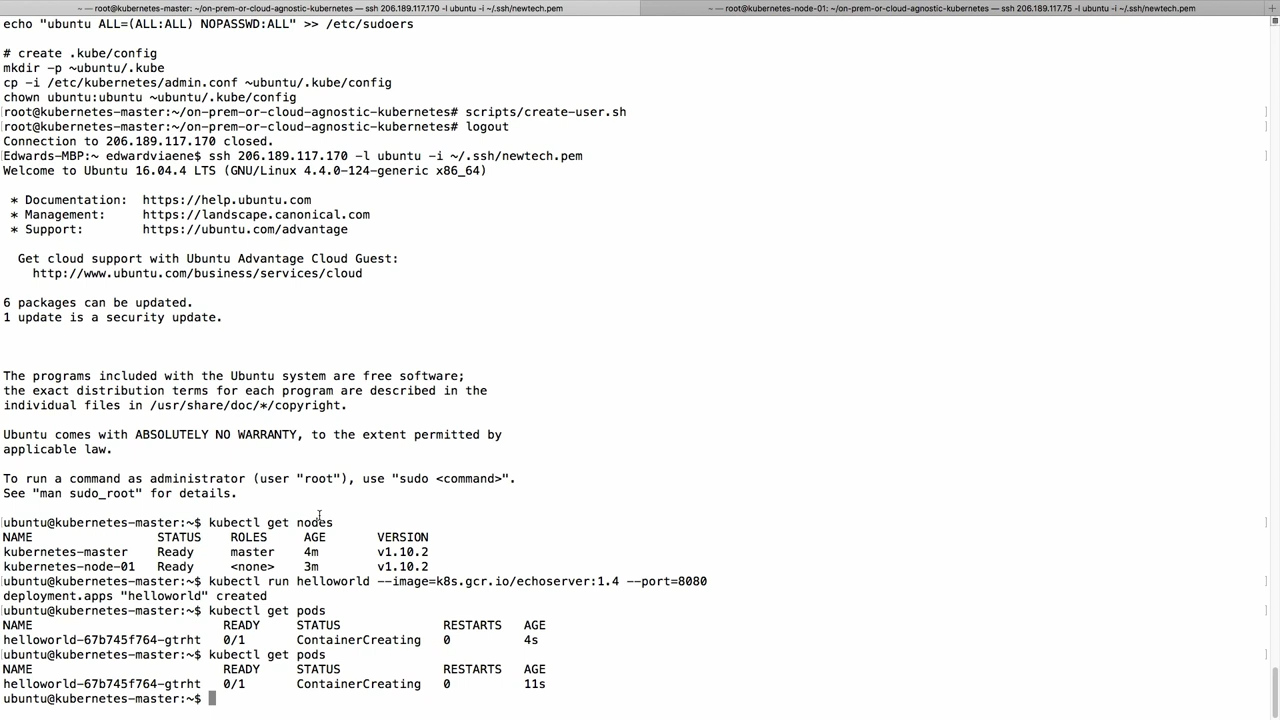 ~ — root@kubernetes-master: ~/on-prem-or-cloud-agnostic-kubernetes — ssh 206.189.117.170 -l ubuntu -i ~/.ssh/newtech.pem
~ — root@kubernetes-node-01: ~/on-prem-or-cloud-agnostic-kubernetes — ssh 206.189.117.75 -l ubuntu -i ~/.ssh/newtech.pem
echo "ubuntu ALL=(ALL:ALL) NOPASSWD:ALL" >> /etc/sudoers
# create .kube/config
mkdir -p ~ubuntu/.kube
cp -i /etc/kubernetes/admin.conf ~ubuntu/.kube/config
chown ubuntu:ubuntu ~ubuntu/.kube/config
root@kubernetes-master:~/on-prem-or-cloud-agnostic-kubernetes# scripts/create-user.sh
root@kubernetes-master:~/on-prem-or-cloud-agnostic-kubernetes# logout
Connection to 206.189.117.170 closed.
Edwards-MBP:~ edwardviaene$ ssh 206.189.117.170 -l ubuntu -i ~/.ssh/newtech.pem
Welcome to Ubuntu 16.04.4 LTS (GNU/Linux 4.4.0-124-generic x86_64)
* Documentation:  https://help.ubuntu.com
* Management:     https://landscape.canonical.com
* Support:        https://ubuntu.com/advantage
Get cloud support with Ubuntu Advantage Cloud Guest:
http://www.ubuntu.com/business/services/cloud
6 packages can be updated.
1 update is a security update.
The programs included with the Ubuntu system are free software;
the exact distribution terms for each program are described in the
individual files in /usr/share/doc/*/copyright.
Ubuntu comes with ABSOLUTELY NO WARRANTY, to the extent permitted by
applicable law.
To run a command as administrator (user "root"), use "sudo <command>".
See "man sudo_root" for details.
ubuntu@kubernetes-master:~$ kubectl get nodes
NAME STATUS ROLES AGE VERSION
kubernetes-master Ready master 4m v1.10.2
kubernetes-node-01 Ready <none> 3m v1.10.2
ubuntu@kubernetes-master:~$ kubectl run helloworld --image=k8s.gcr.io/echoserver:1.4 --port=8080
deployment.apps "helloworld" created
ubuntu@kubernetes-master:~$ kubectl get pods
NAME READY STATUS RESTARTS AGE
helloworld-67b745f764-gtrht 0/1 ContainerCreating 0 4s
ubuntu@kubernetes-master:~$ kubectl get pods
NAME READY STATUS RESTARTS AGE
helloworld-67b745f764-gtrht 0/1 ContainerCreating 0 11s
ubuntu@kubernetes-master:~$